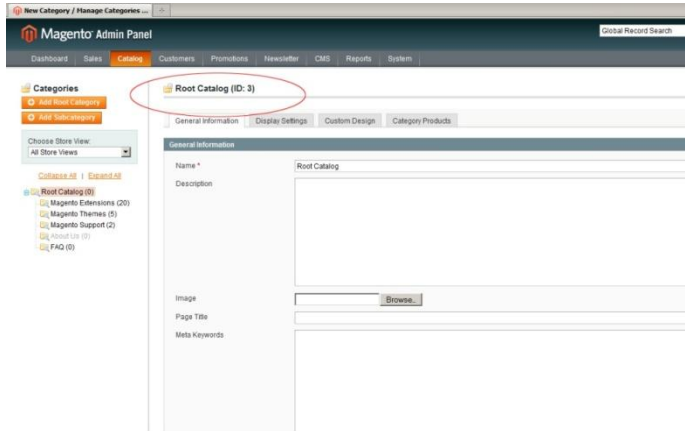 New Category / Manage Categories ...
Magento Admin Panel
Global Record Search
Dashboard Sales Catalog Customers Promotions Newsletter CMS Reports System
Categories
Add Root Category
Add Subcategory
Choose Store View:
All Store Views
Collapse All | Expand All
Root Catalog (0)
Magento Extensions (20)
Magento Themes (5)
Magento Support (2)
About Us (0)
FAQ (0)
Root Catalog (ID: 3)
General Information Display Settings Custom Design Category Products
General Information
Name * Root Catalog
Description
Image Browse..
Page Title
Meta Keywords